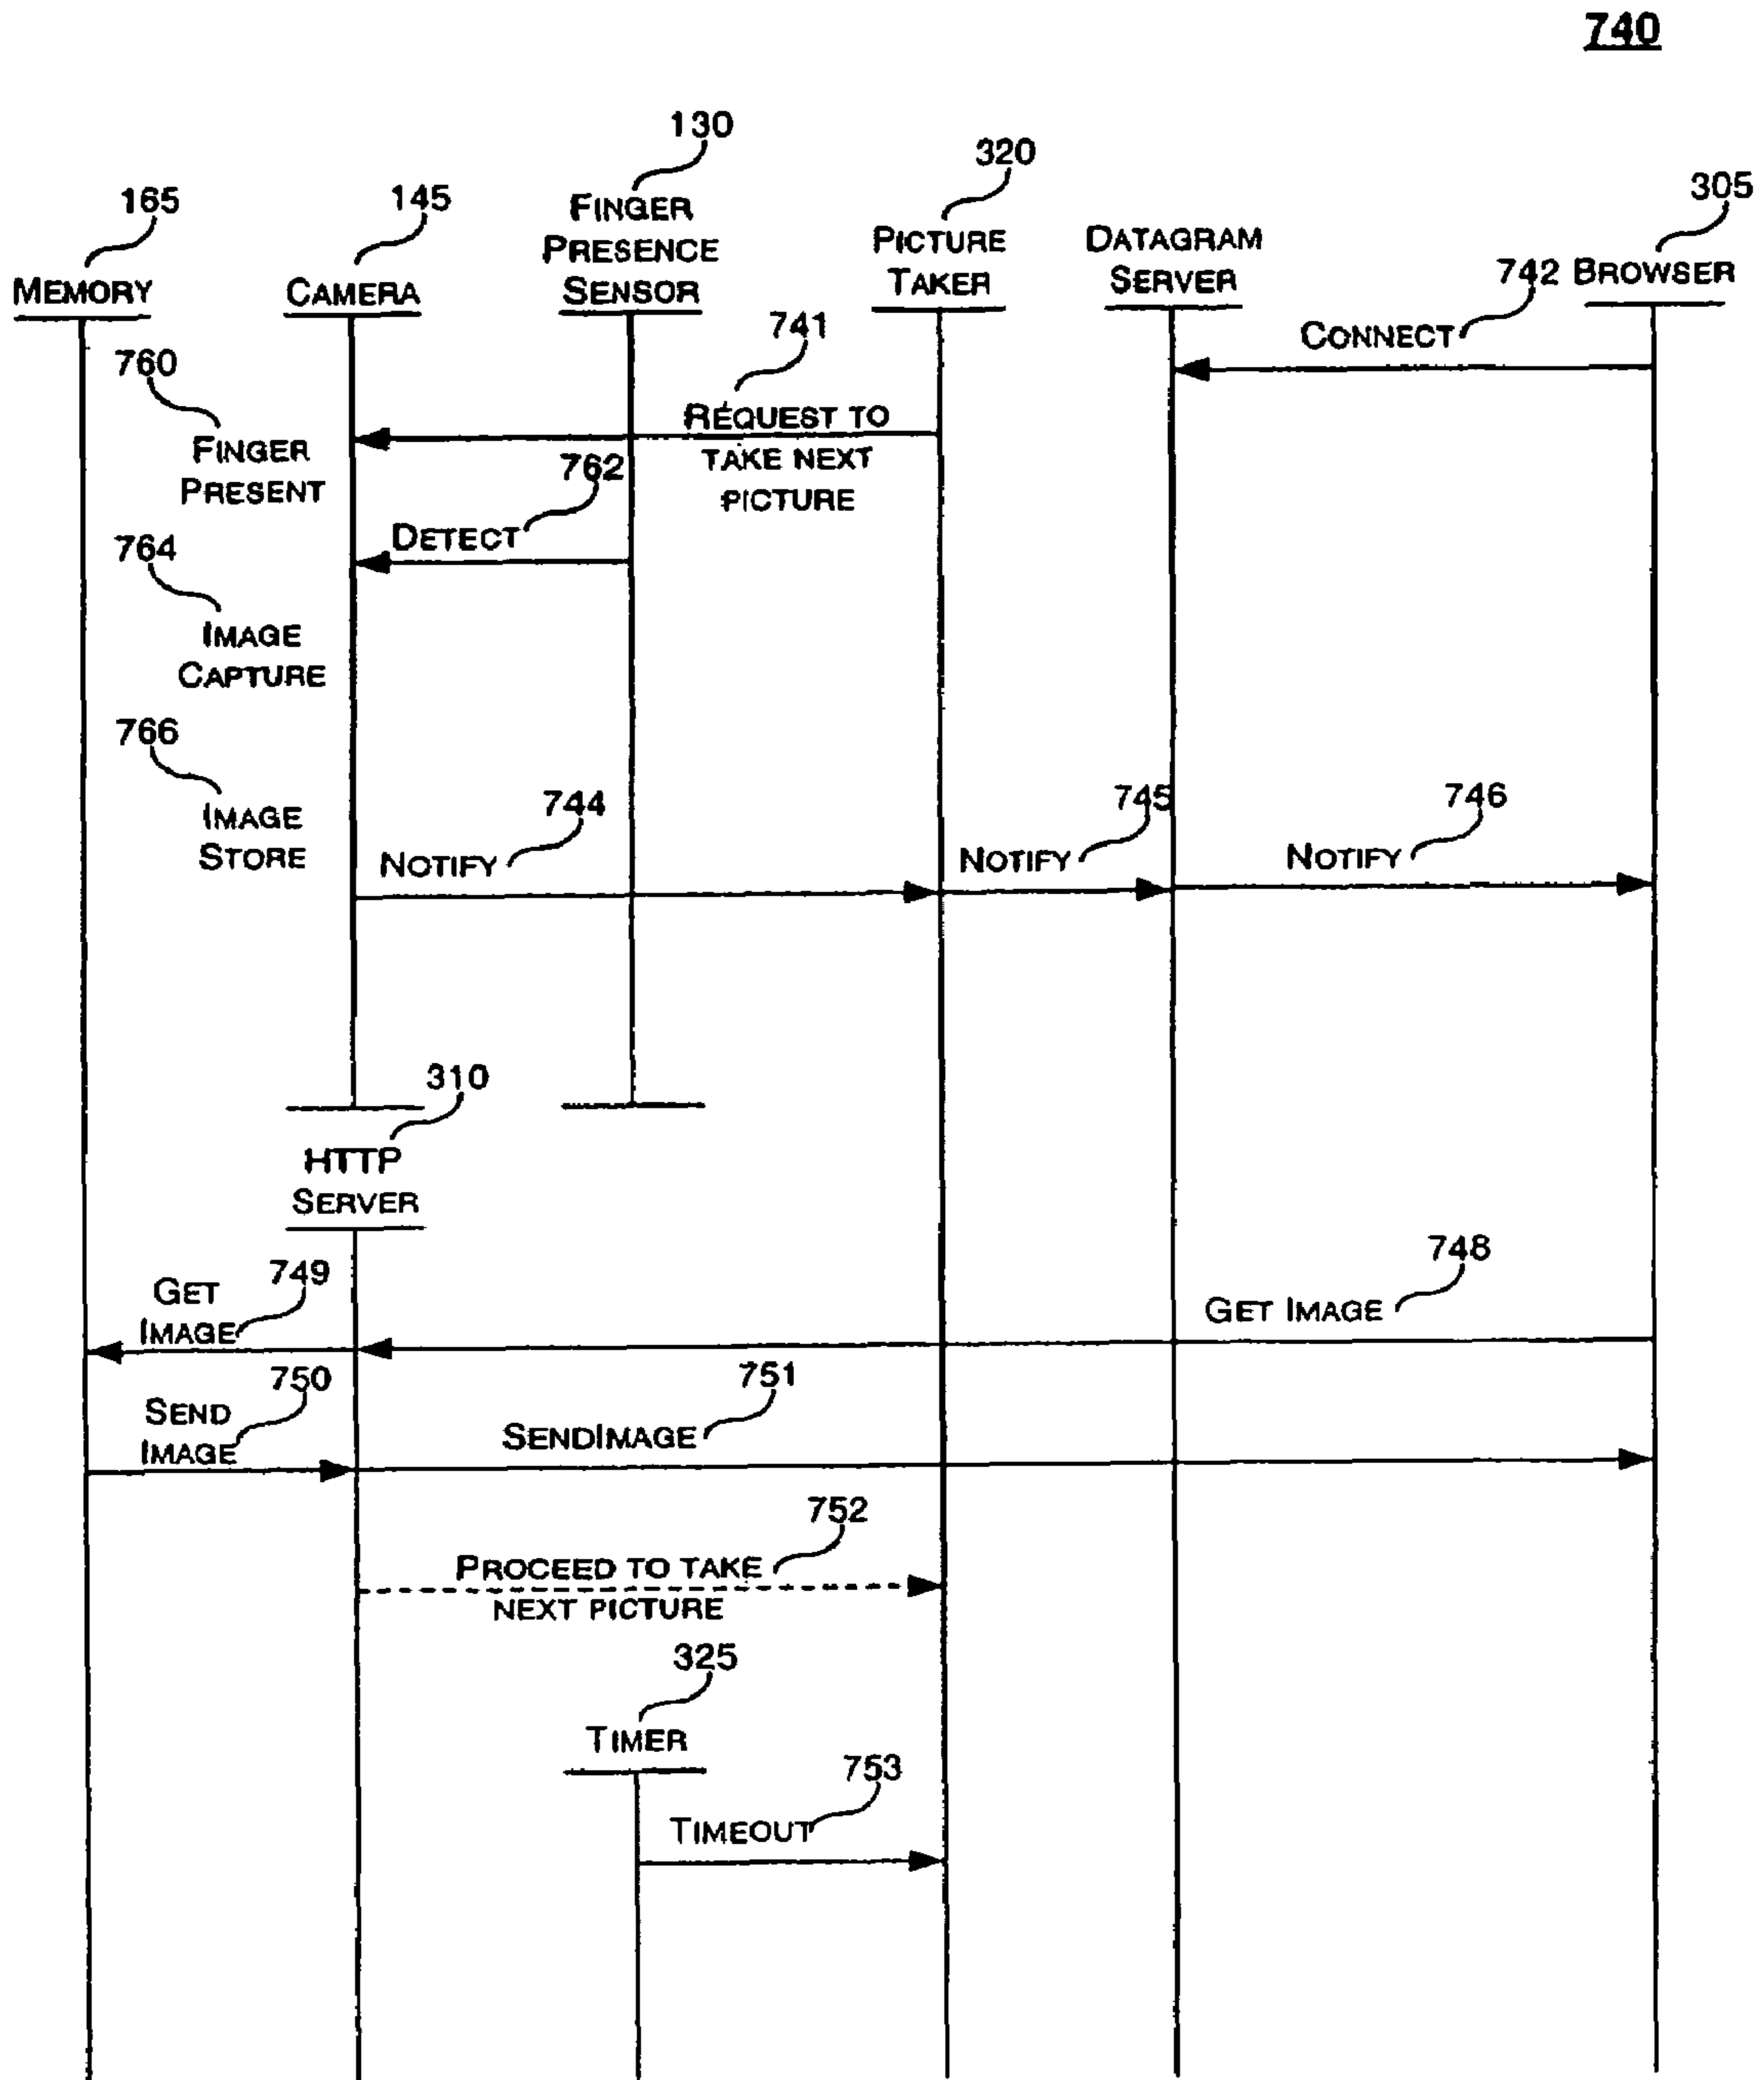 740
130
320
165
145
305
FINGER
PRESENCE
SENSOR
PICTURE
TAKER
DATAGRAM
SERVER
742 BROWSER
MEMORY
CAMERA
741
CONNECT
760
REQUEST TO
TAKE NEXT
PICTURE
FINGER
PRESENT
762
DETECT
764
IMAGE
CAPTURE
766
IMAGE
STORE
744
745
746
NOTIFY
NOTIFY
NOTIFY
310
HTTP
SERVER
749
748
GET
IMAGE
GET IMAGE
750
751
SEND
IMAGE
SENDIMAGE
752
PROCEED TO TAKE
NEXT PICTURE
325
TIMER
753
TIMEOUT